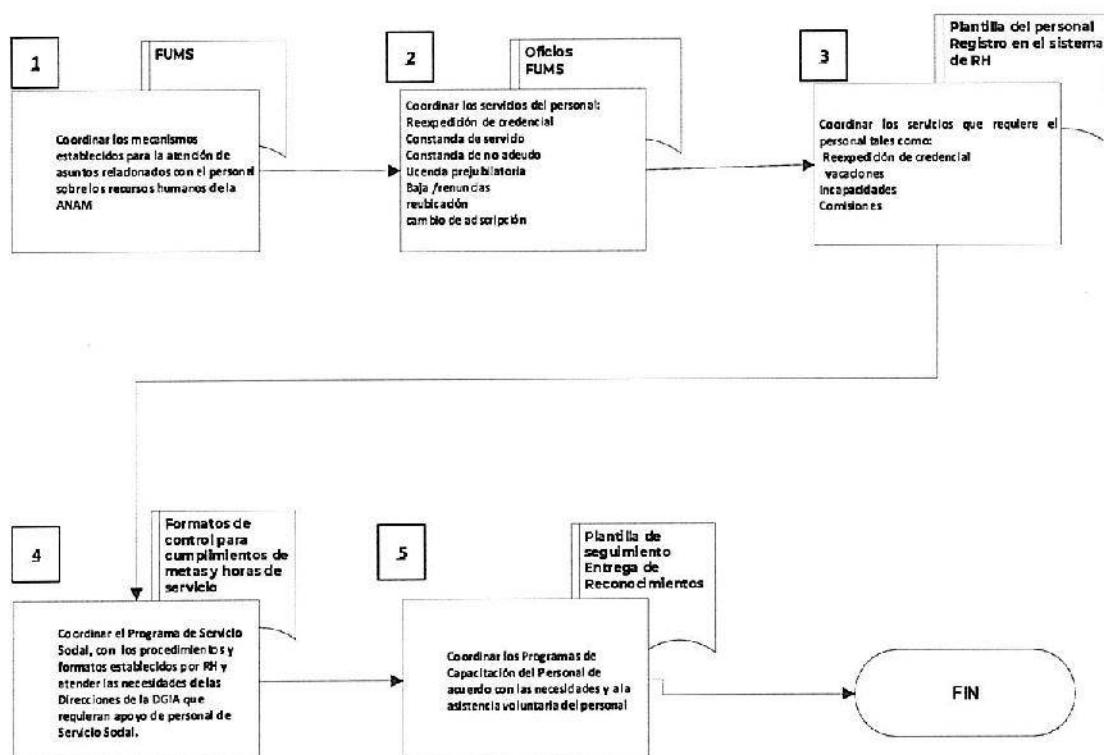 1
FUMS
Coordinar los mecanismos
establecidos para la atención de
asuntos relacionados con el personal
sobre los recursos humanos de la
ANAM
2
Oficios
FUMS
Coordinar los servicios del personal:
Reexpedición de credencial
Constancia de servicio
Constancia de no adeudo
Licencia prejubilatoria
Baja /renuncias
reubicación
cambio de adscripción
3
Plantilla del personal
Registro en el sistema
de RH
Coordinar los servicios que requiere el
personal tales como:
Reexpedición de credencial
vacaciones
Incapacidades
Comisiones
4
Formatos de
control para
cumplimientos de
metas y horas de
servicio
Coordinar el Programa de Servicio
Social, con los procedimientos y
formatos establecidos por RH y
atender las necesidades de las
Direcciones de la DGIA que
requieran apoyo de personal de
Servicio Social.
5
Plantilla de
seguimiento
Entrega de
Reconocimientos
Coordinar los Programas de
Capacitación del Personal de
acuerdo con las necesidades y a la
asistencia voluntaria del personal
FIN